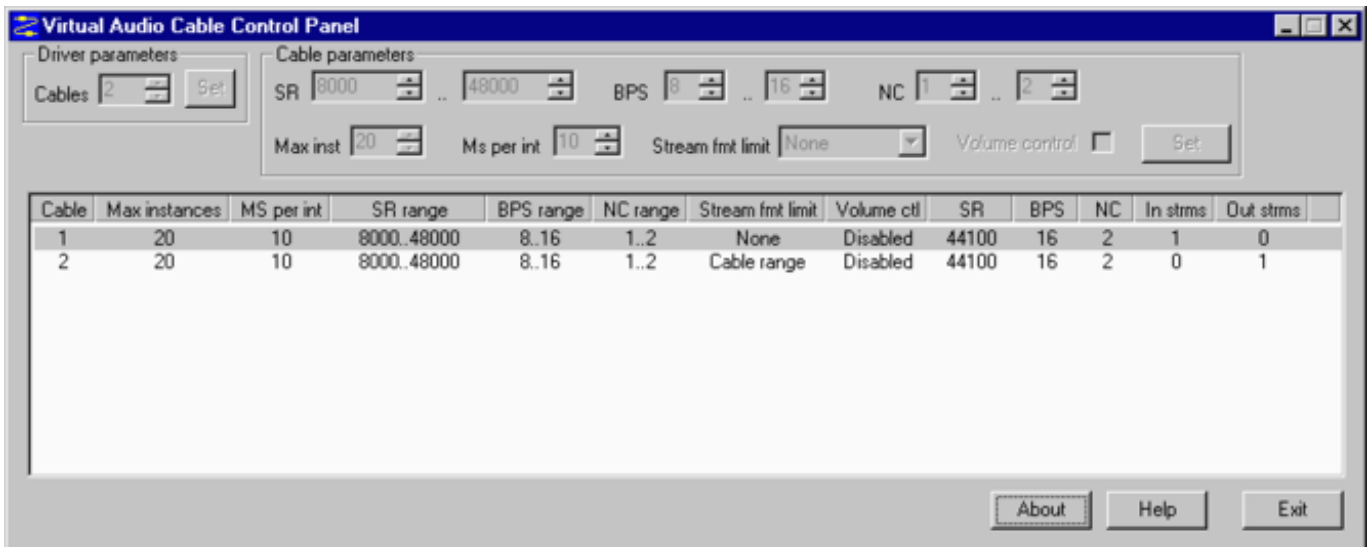 Virtual Audio Cable Control Panel
Driver parameters
Cables 2 Set
Cable parameters
SR 8000 .. 48000 BPS 8 .. 16 NC 1 .. 2
Max inst 20 Ms per int 10 Stream fmt limit None Volume control Set
Cable Max instances MS per int SR range BPS range NC range Stream fmt limit Volume ctl SR BPS NC In strms Out strms
1 20 10 8000..48000 8..16 1..2 None Disabled 44100 16 2 1 0
2 20 10 8000..48000 8..16 1..2 Cable range Disabled 44100 16 2 0 1
About Help Exit